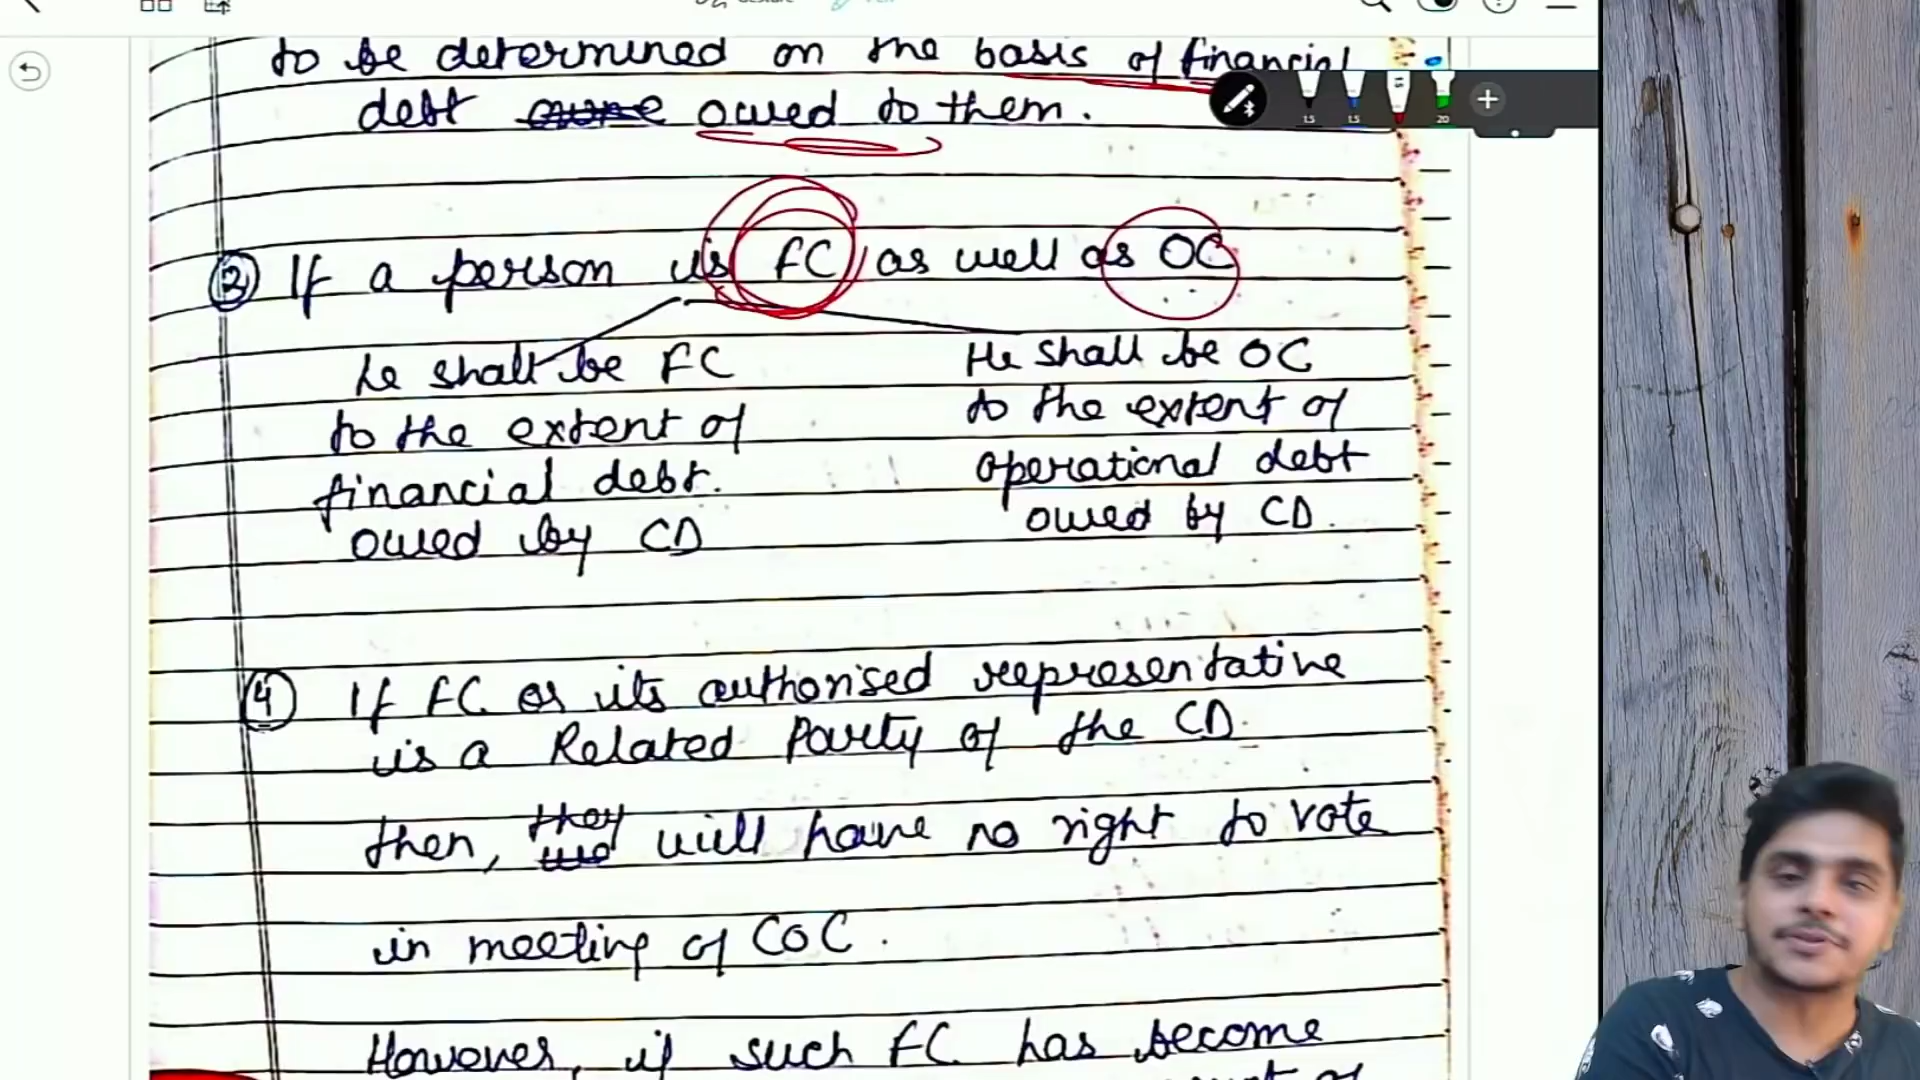 to be determined on the basis of financial
debt owed to them.
③ If a person is FC as well as OC
he shall be FC
to the extent of
financial debt.
owed by CD
He shall be OC
to the extent of
operational debt
owed by CD.
④ If FC or its authorised representative
is a Related Party of the CD.
then, they will have no right to vote
in meeting of COC.
However, if such FC has become